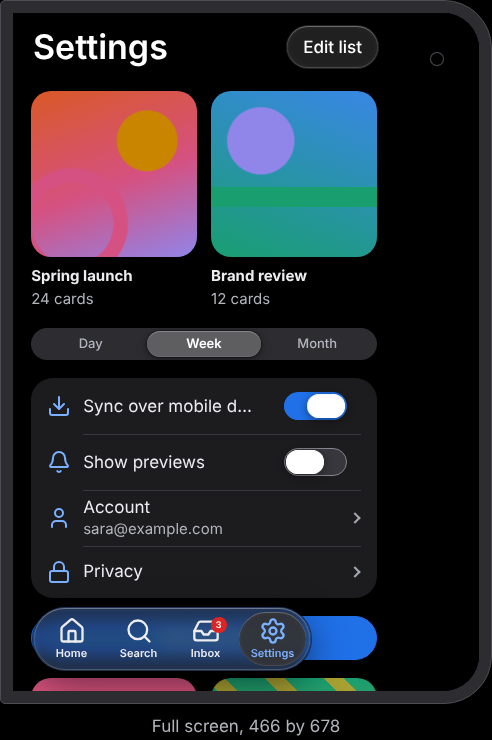 Settings
Edit list
Spring launch
24 cards
Brand review
12 cards
Day
Week
Month
Sync over mobile d...
Show previews
Account
sara@example.com
Privacy
Home
Search
3
Inbox
Settings
Full screen, 466 by 678